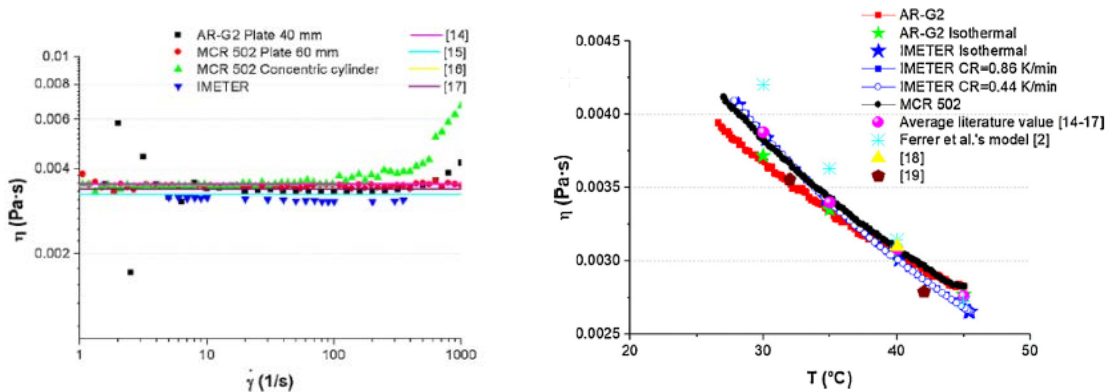 AR-G2 Plate 40 mm
MCR 502 Plate 60 mm
MCR 502 Concentric cylinder
IMETER
[14]
[15]
[16]
[17]
0.01
0.008
0.006
0.004
0.002
η (Pa·s)
1
10
100
1000
γ̇ (1/s)
AR-G2
AR-G2 Isothermal
IMETER Isothermal
IMETER CR=0.86 K/min
IMETER CR=0.44 K/min
MCR 502
Average literature value [14-17]
Ferrer et al.'s model [2]
[18]
[19]
0.0045
0.0040
0.0035
0.0030
0.0025
η (Pa·s)
20
30
40
50
T (°C)